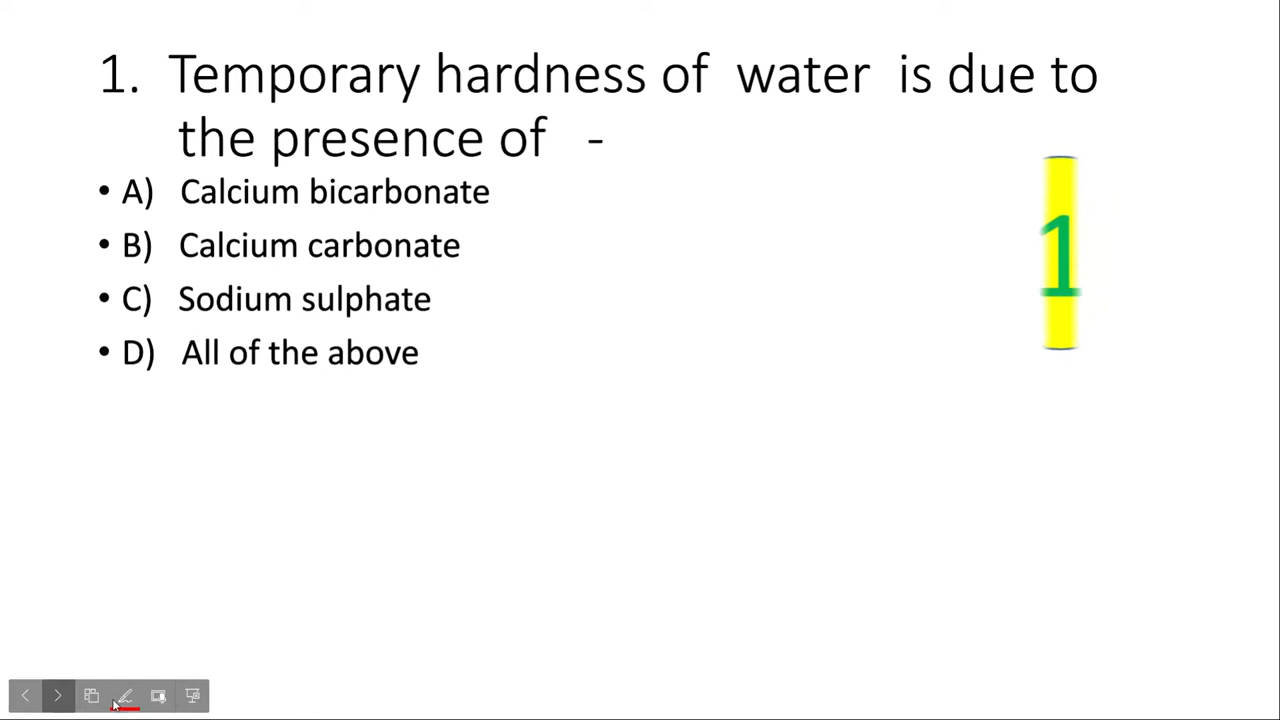 1. Temporary hardness of water is due to
the presence of -
• A) Calcium bicarbonate
• B) Calcium carbonate
• C) Sodium sulphate
• D) All of the above
1